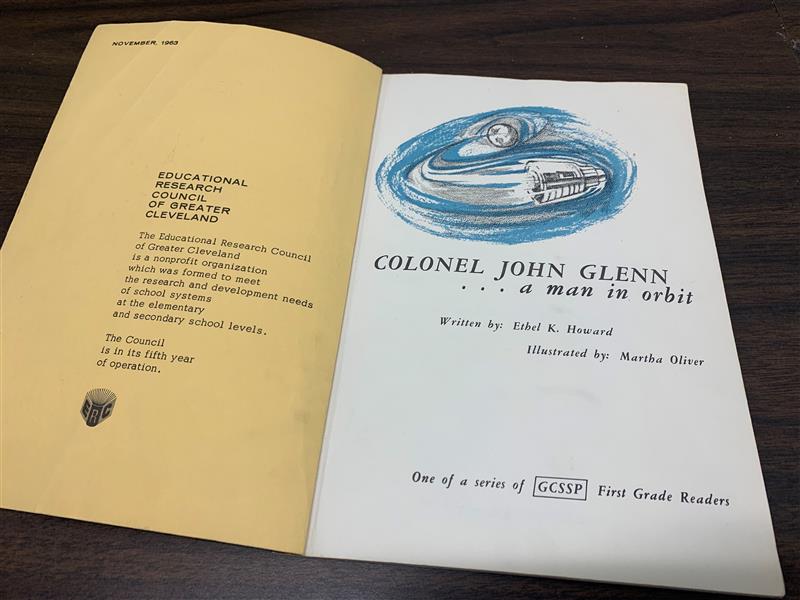 NOVEMBER, 1963
EDUCATIONAL
RESEARCH
COUNCIL
OF GREATER
CLEVELAND
The Educational Research Council
of Greater Cleveland
is a nonprofit organization
which was formed to meet
the research and development needs
of school systems
at the elementary
and secondary school levels.
The Council
is in its fifth year
of operation.
ERC
COLONEL JOHN GLENN
. . . a man in orbit
Written by: Ethel K. Howard
Illustrated by: Martha Oliver
One of a series of GCSSP First Grade Readers